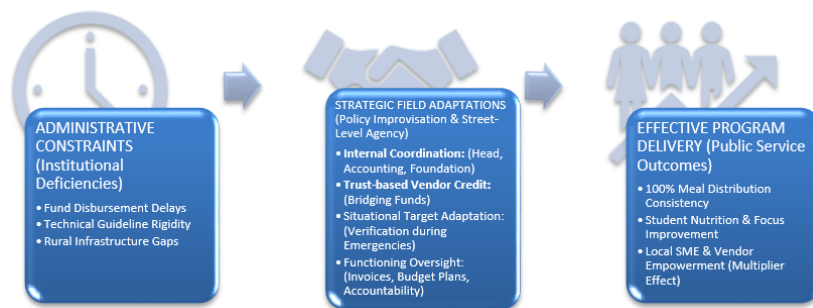 ADMINISTRATIVE
CONSTRAINTS
(Institutional
Deficiencies)
• Fund Disbursement Delays
• Technical Guideline Rigidity
• Rural Infrastructure Gaps
STRATEGIC FIELD ADAPTATIONS
(Policy Improvisation & Street-
Level Agency)
• Internal Coordination: (Head,
Accounting, Foundation)
• Trust-based Vendor Credit:
(Bridging Funds)
• Situational Target Adaptation:
(Verification during
Emergencies)
• Functioning Oversight:
(Invoices, Budget Plans,
Accountability)
EFFECTIVE PROGRAM
DELIVERY (Public Service
Outcomes)
• 100% Meal Distribution
Consistency
• Student Nutrition & Focus
Improvement
• Local SME & Vendor
Empowerment (Multiplier
Effect)